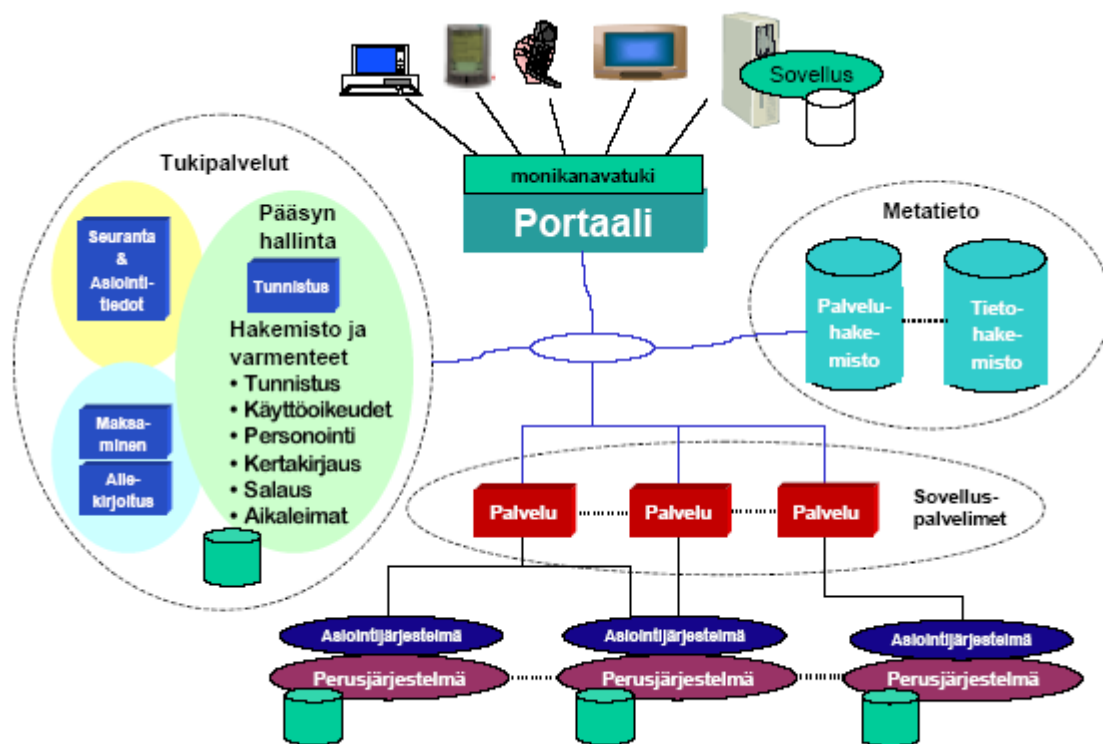 Sovellus
monikanavatuki
Portaali
Tukipalvelut
Seuranta
&
Asiointi-
tiedot
Pääsyn
hallinta
Tunnistus
Hakemisto ja
varmenteet
• Tunnistus
• Käyttöoikeudet
• Personointi
• Kertakirjaus
• Salaus
• Aikaleimat
Maksa-
minen
Alle-
kirjoitus
Metatieto
Palvelu-
hake-
misto
Tieto-
hake-
misto
Palvelu
Palvelu
Palvelu
Sovellus-
palvelimet
Asiointijärjestelmä
Asiointijärjestelmä
Asiointijärjestelmä
Perusjärjestelmä
Perusjärjestelmä
Perusjärjestelmä